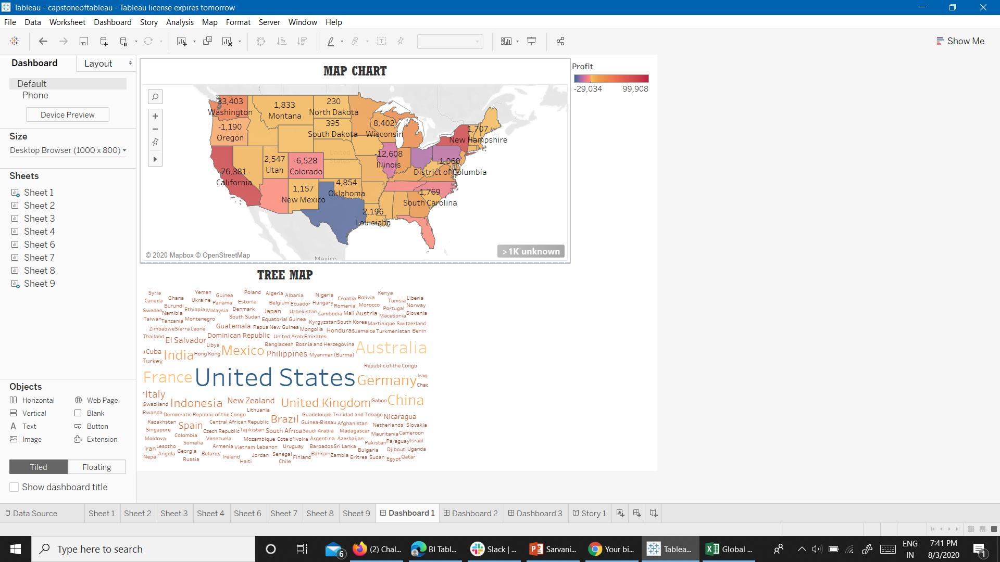 Tableau - capstoneoftableau - Tableau license expires tomorrow
File Data Worksheet Dashboard Story Analysis Map Format Server Window Help
Show Me
Dashboard Layout
Default
Phone
Device Preview
Size
Desktop Browser (1000 x 800)
Sheets
Sheet 1
Sheet 2
Sheet 3
Sheet 4
Sheet 6
Sheet 7
Sheet 8
Sheet 9
Objects
Horizontal Web Page
Vertical Blank
Text Button
Image Extension
Tiled Floating
Show dashboard title
MAP CHART
33,403
Washington
1,833
Montana
230
North Dakota
-1,190
Oregon
395
South Dakota
8,402
Wisconsin
1,707
New Hampshire
United
States
2,547
Utah
-6,528
Colorado
-12,608
Illinois
1,060
District of Columbia
76,381
California
1,157
New Mexico
4,854
Oklahoma
1,769
South Carolina
2,196
Louisiana
Mexico
© 2020 Mapbox © OpenStreetMap
>1K unknown
Profit
-29,034 99,908
TREE MAP
Syria Yemen Guinea Poland Algeria Albania Nigeria Kenya
Canada Ghana Ukraine Panama Estonia Belgium Ecuador Hungary Croatia Bolivia Tunisia Liberia
Burundi Romania Morocco Norway
Sweden Namibia Ethiopia Malaysia Denmark Japan Uzbekistan Cambodia Mali Austria Portugal Macedonia Slovenia
Taiwan Tanzania Montenegro South Sudan Equatorial Guinea Kyrgyzstan South Korea Martinique Switzerland
Zimbabwe Sierra Leone Guatemala Papua New Guinea Mongolia Honduras Jamaica Turkmenistan Benin
Thailand El Salvador Dominican Republic United Arab Emirates
Libya Bangladesh Bosnia and Herzegovina Australia
Cuba India Hong Kong Mexico Philippines Myanmar (Burma)
Turkey
Republic of the Congo
France United States Germany Iraq
Chad
Italy
Swaziland Indonesia New Zealand United Kingdom Gabon China
Rwanda Democratic Republic of the Congo Lithuania Guadeloupe Trinidad and Tobago Nicaragua
Kazakhstan Spain Central African Republic Brazil Guinea-Bissau Afghanistan Netherlands Slovakia
Singapore Czech Republic Tajikistan South Africa Saudi Arabia Madagascar Mauritania Cameroon
Moldova Colombia Venezuela Mozambique Cote d'Ivoire Argentina Azerbaijan Pakistan Paraguay Israel
Somalia
Iran Lesotho Georgia Armenia Vietnam Lebanon Uruguay Barbados Sri Lanka Bulgaria Djibouti Uganda
Nepal Angola Belarus Ireland Jordan Senegal Finland Bahrain Zambia Eritrea Sudan Egypt Qatar
Russia Haiti Chile
Data Source Sheet 1 Sheet 2 Sheet 3 Sheet 4 Sheet 6 Sheet 7 Sheet 8 Sheet 9 Dashboard 1 Dashboard 2 Dashboard 3 Story 1
Type here to search
6
(2) Chal...
BI Tabl...
Slack | ...
Sarvani...
Your bi...
Tablea...
Global ...
ENG
IN
7:41 PM
8/3/2020
1